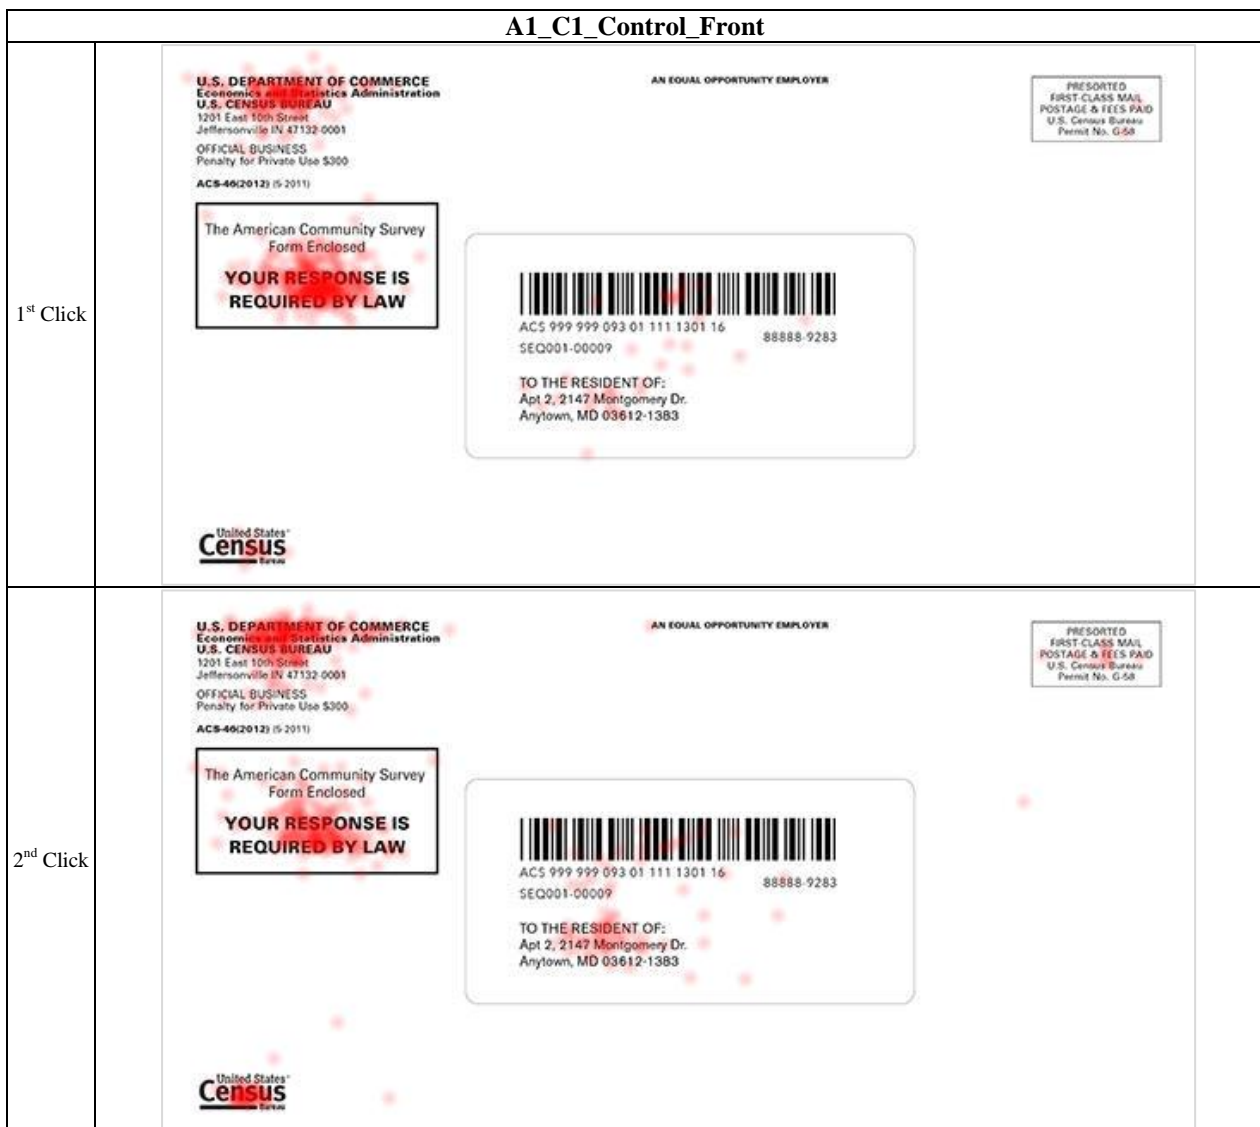 A1_C1_Control_Front
1st Click
U.S. DEPARTMENT OF COMMERCE
Economics and Statistics Administration
U.S. CENSUS BUREAU
1201 East 10th Street
Jeffersonville IN 47132-0001
OFFICIAL BUSINESS
Penalty for Private Use $300
ACS-46(2012) (5-2011)
AN EQUAL OPPORTUNITY EMPLOYER
PRESORTED
FIRST-CLASS MAIL
POSTAGE & FEES PAID
U.S. Census Bureau
Permit No. G-58
The American Community Survey
Form Enclosed
YOUR RESPONSE IS
REQUIRED BY LAW
ACS 999 999 093 01 111 1301 16
88888-9283
SEQ001-00009
TO THE RESIDENT OF:
Apt 2, 2147 Montgomery Dr.
Anytown, MD 03612-1383
United States
Census
Bureau
2nd Click
U.S. DEPARTMENT OF COMMERCE
Economics and Statistics Administration
U.S. CENSUS BUREAU
1201 East 10th Street
Jeffersonville IN 47132-0001
OFFICIAL BUSINESS
Penalty for Private Use $300
ACS-46(2012) (5-2011)
AN EQUAL OPPORTUNITY EMPLOYER
PRESORTED
FIRST-CLASS MAIL
POSTAGE & FEES PAID
U.S. Census Bureau
Permit No. G-58
The American Community Survey
Form Enclosed
YOUR RESPONSE IS
REQUIRED BY LAW
ACS 999 999 093 01 111 1301 16
88888-9283
SEQ001-00009
TO THE RESIDENT OF:
Apt 2, 2147 Montgomery Dr.
Anytown, MD 03612-1383
United States
Census
Bureau